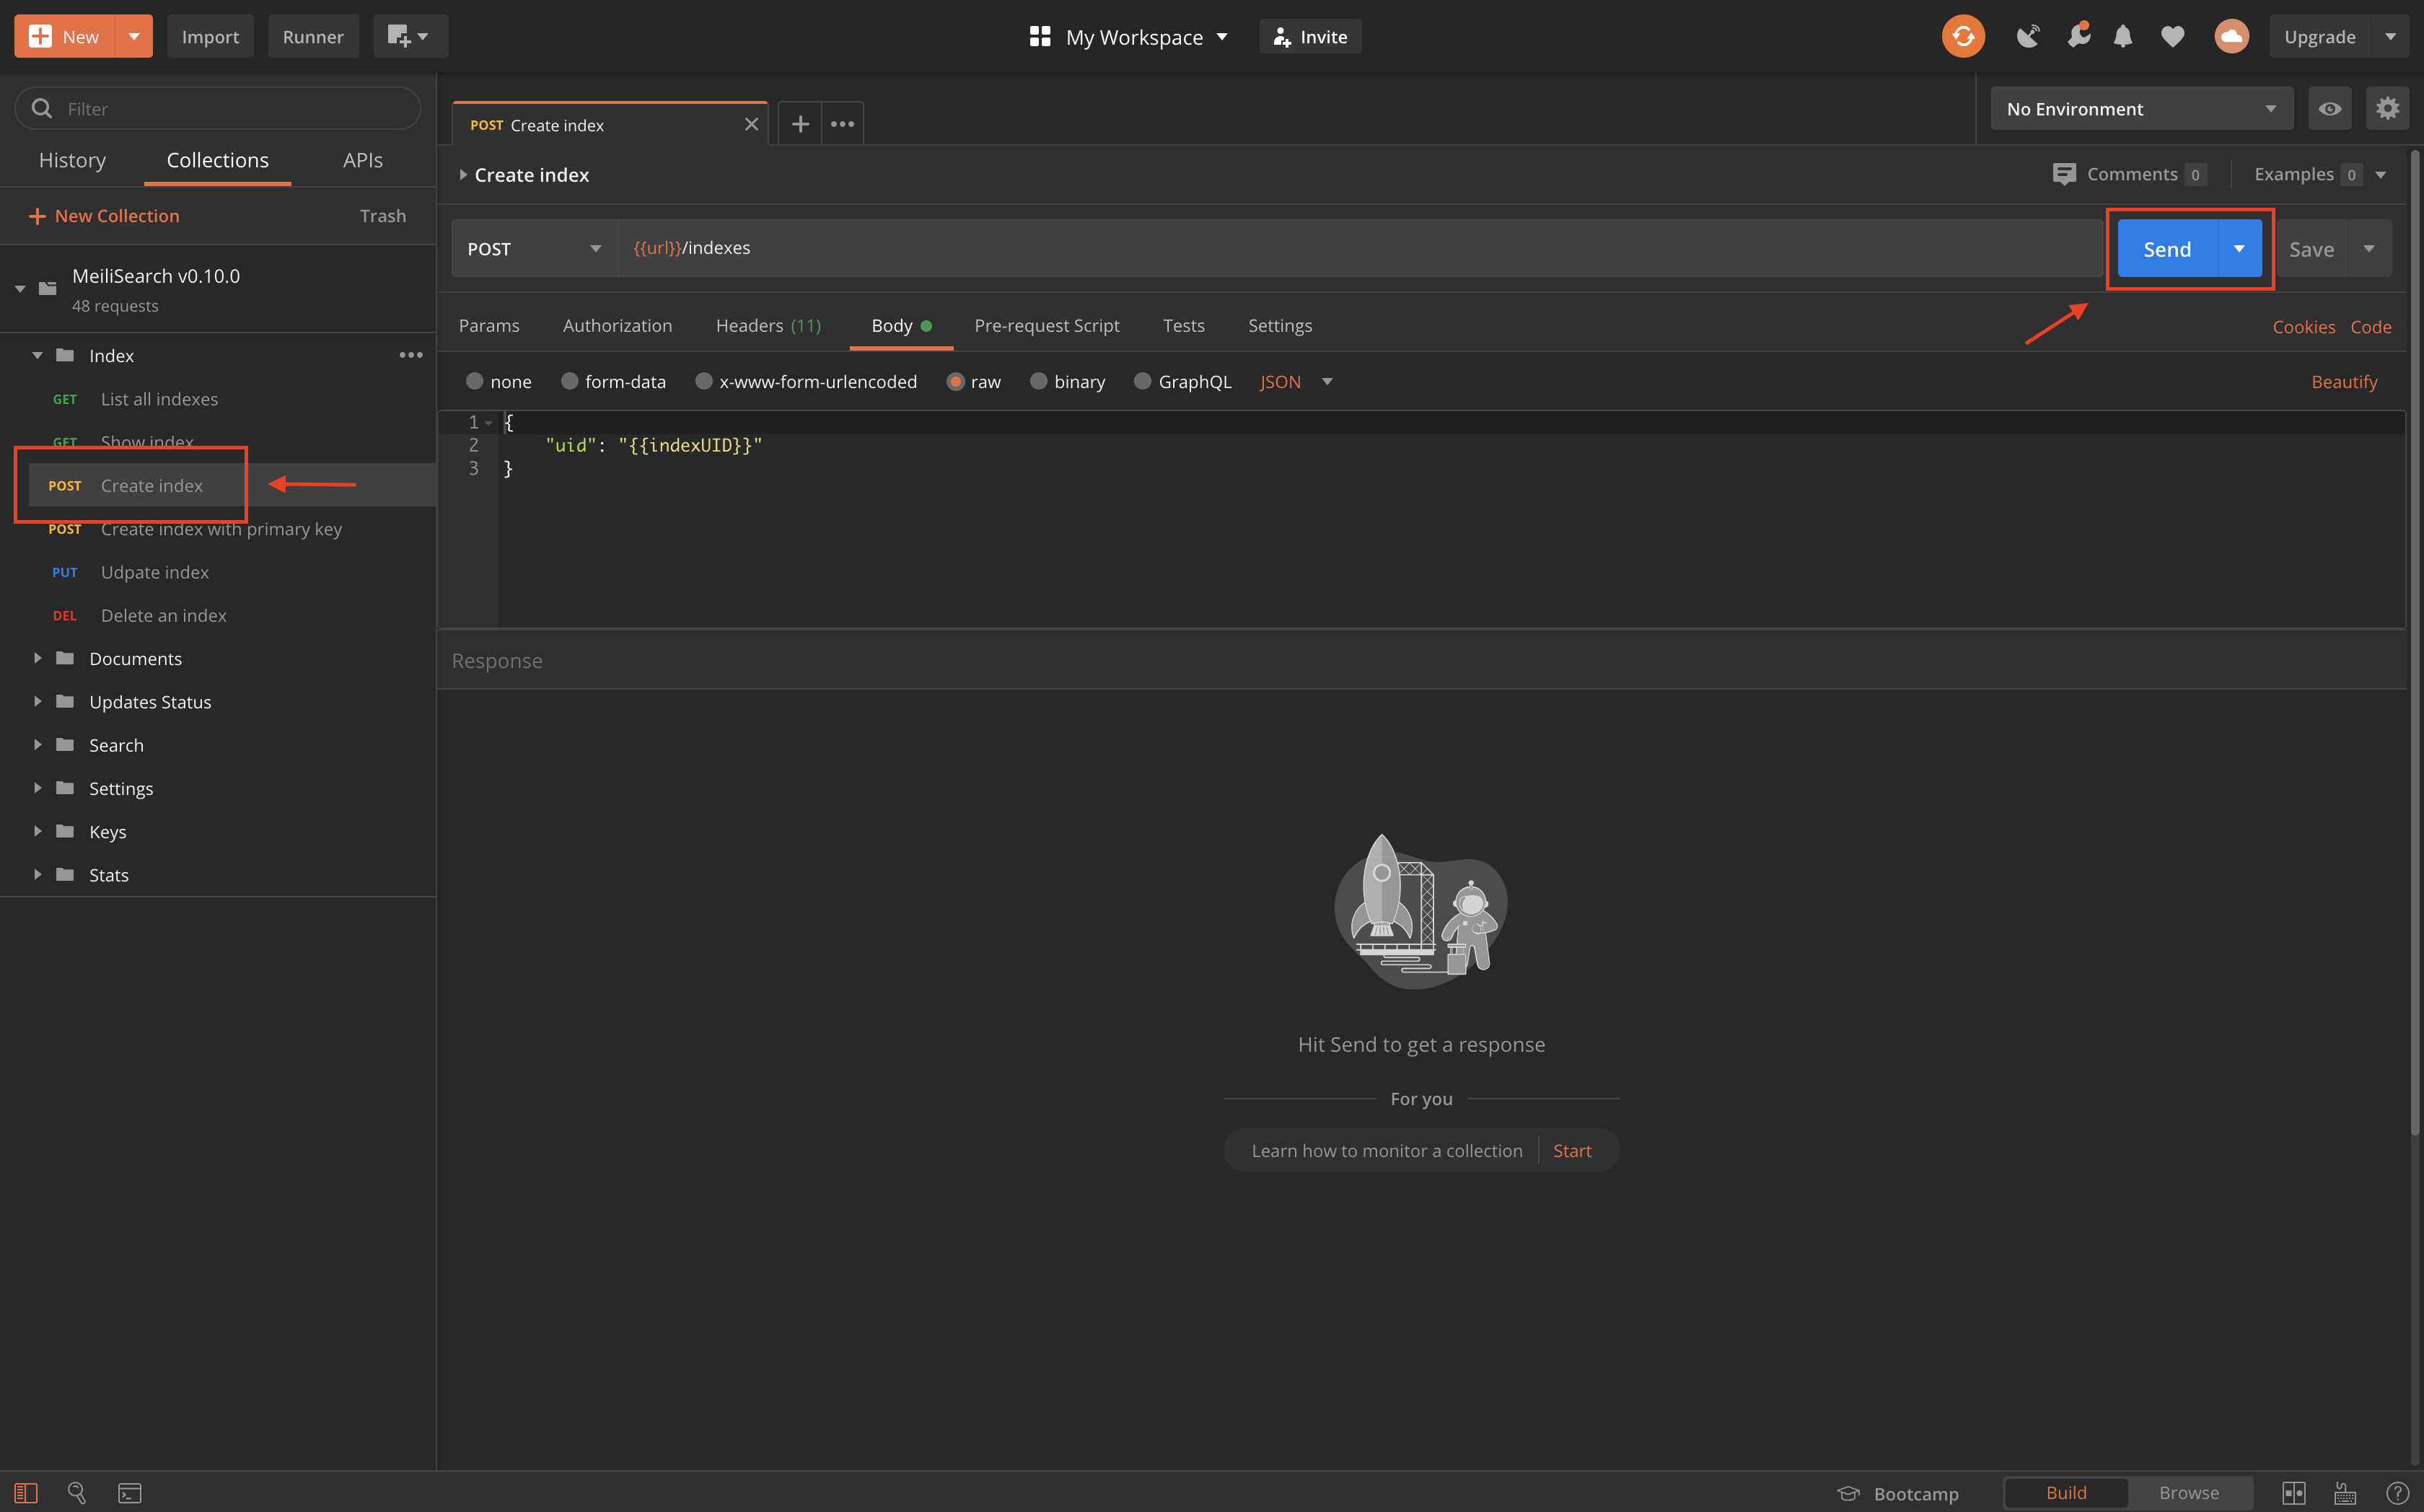 New
Import
Runner
My Workspace
Invite
Upgrade
Filter
History
Collections
APIs
New Collection
Trash
MeiliSearch v0.10.0
48 requests
Index
GET List all indexes
GET Show index
POST Create index
POST Create index with primary key
PUT Udpate index
DEL Delete an index
Documents
Updates Status
Search
Settings
Keys
Stats
POST Create index
No Environment
Create index
Comments 0
Examples 0
POST
{{url}}/indexes
Send
Save
Params
Authorization
Headers (11)
Body
Pre-request Script
Tests
Settings
Cookies
Code
none
form-data
x-www-form-urlencoded
raw
binary
GraphQL
JSON
Beautify
1 {
2 "uid": "{{indexUID}}"
3 }
Response
Hit Send to get a response
For you
Learn how to monitor a collection
Start
Bootcamp
Build
Browse